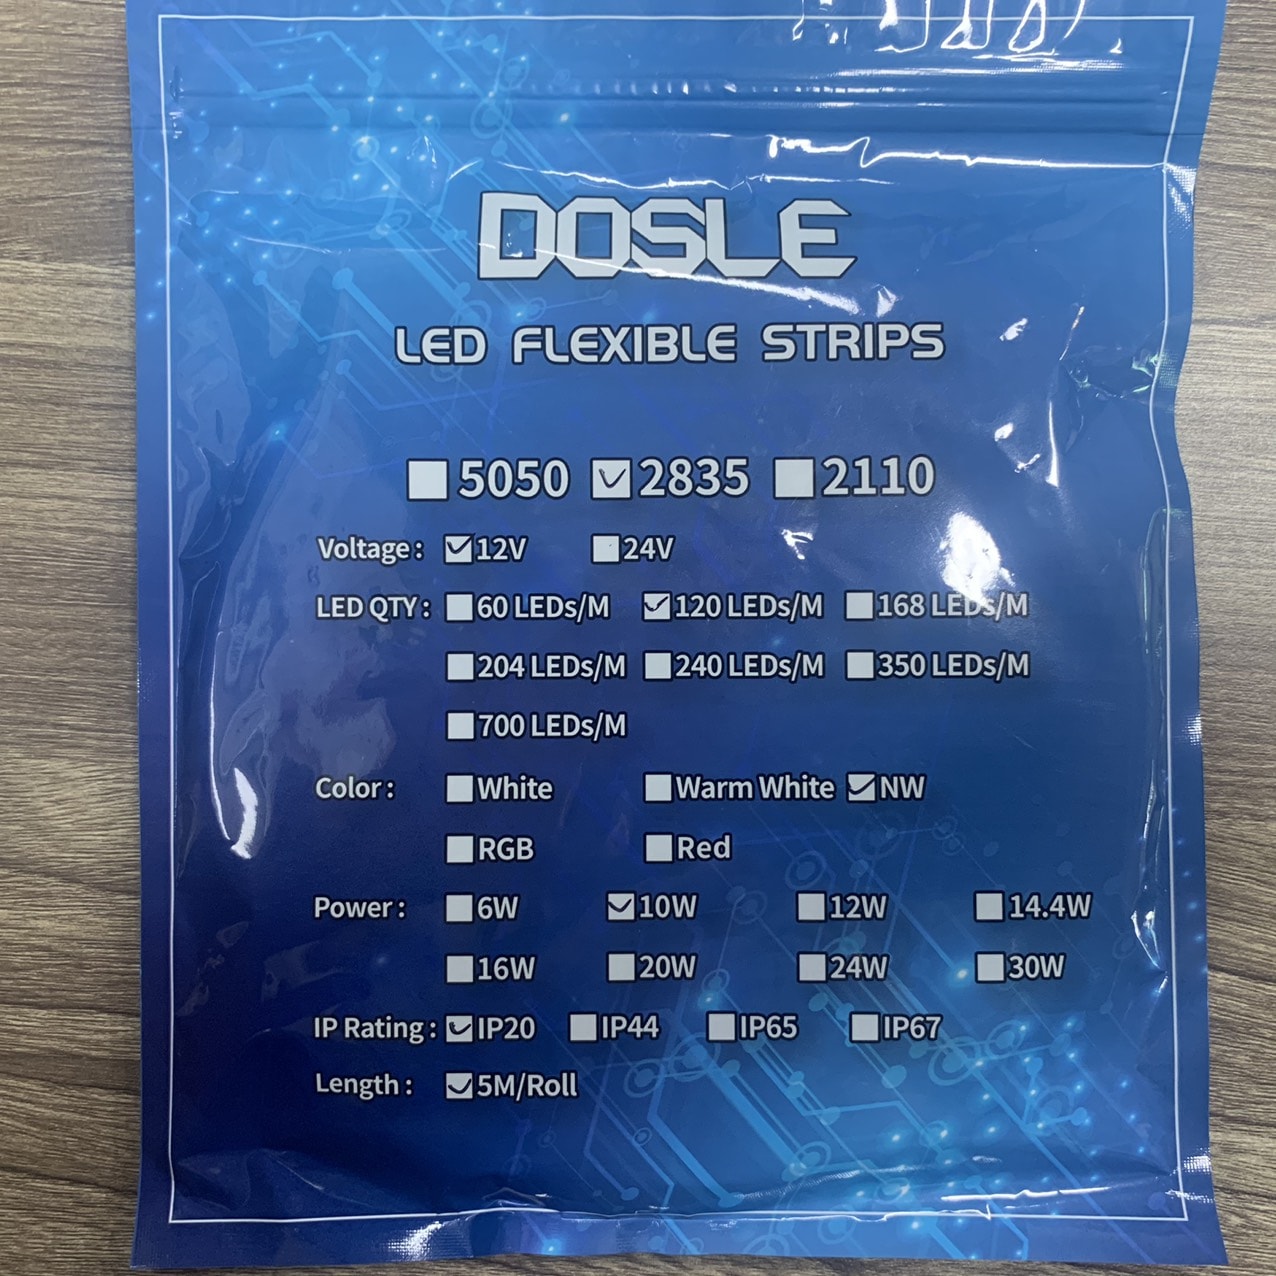 DOSLE
LED FLEXIBLE STRIPS
☐5050 ☑2835 ☐2110
Voltage: ☑12V ☐24V
LED QTY: ☐60 LEDs/M ☑120 LEDs/M ☐168 LEDs/M
☐204 LEDs/M ☐240 LEDs/M ☐350 LEDs/M
☐700 LEDs/M
Color: ☐White ☐Warm White ☑NW
☐RGB ☐Red
Power: ☐6W ☑10W ☐12W ☐14.4W
☐16W ☐20W ☐24W ☐30W
IP Rating: ☑IP20 ☐IP44 ☐IP65 ☐IP67
Length: ☑5M/Roll